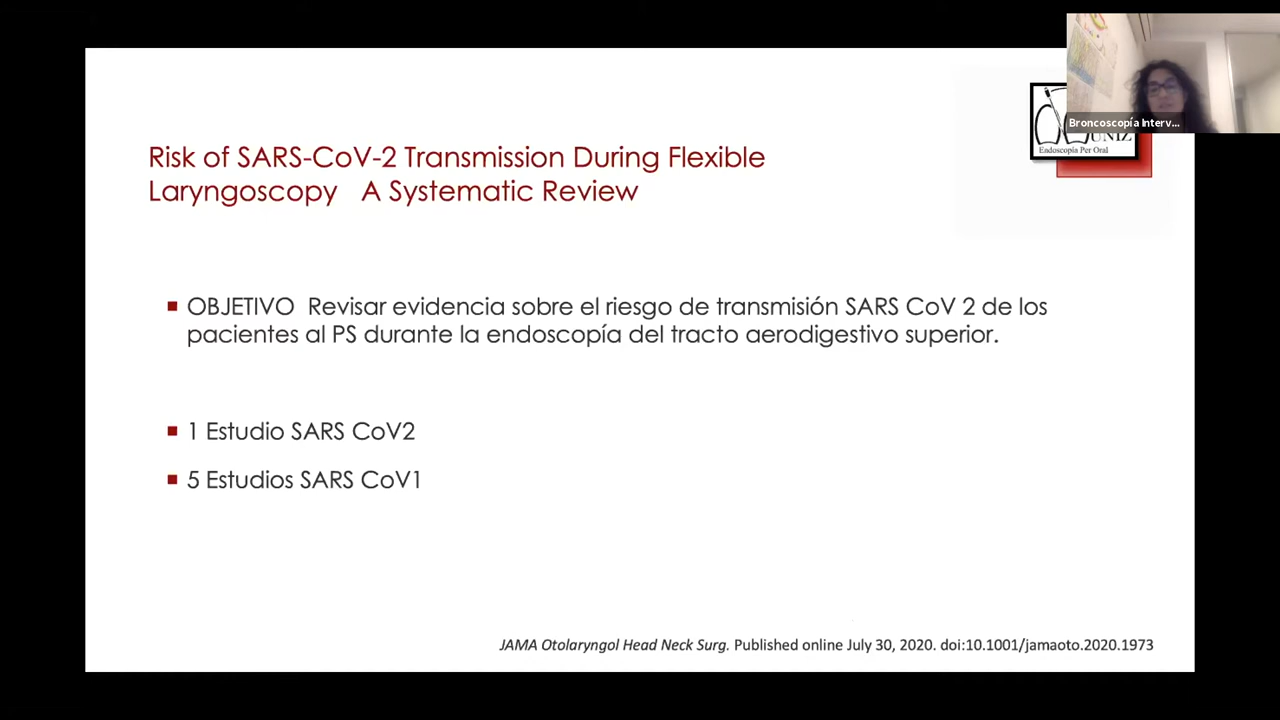 Broncoscopía Interv...
UNIZ
Endoscopía Per Oral
Risk of SARS-CoV-2 Transmission During Flexible
Laryngoscopy A Systematic Review
OBJETIVO Revisar evidencia sobre el riesgo de transmisión SARS CoV 2 de los
pacientes al PS durante la endoscopía del tracto aerodigestivo superior.
1 Estudio SARS CoV2
5 Estudios SARS CoV1
JAMA Otolaryngol Head Neck Surg. Published online July 30, 2020. doi:10.1001/jamaoto.2020.1973